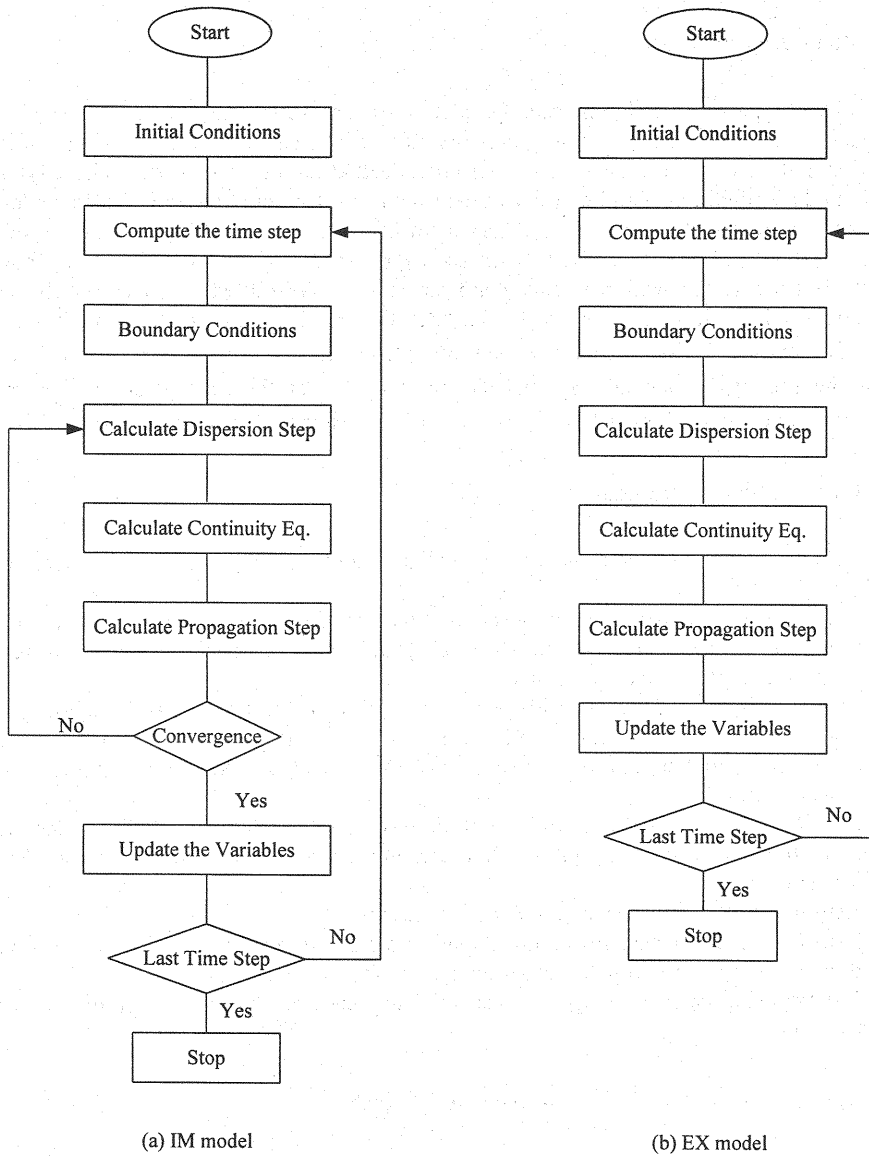 Start
Initial Conditions
Compute the time step
Boundary Conditions
Calculate Dispersion Step
Calculate Continuity Eq.
Calculate Propagation Step
No
Convergence
Yes
Update the Variables
No
Last Time Step
Yes
Stop
(a) IM model
Start
Initial Conditions
Compute the time step
Boundary Conditions
Calculate Dispersion Step
Calculate Continuity Eq.
Calculate Propagation Step
Update the Variables
No
Last Time Step
Yes
Stop
(b) EX model